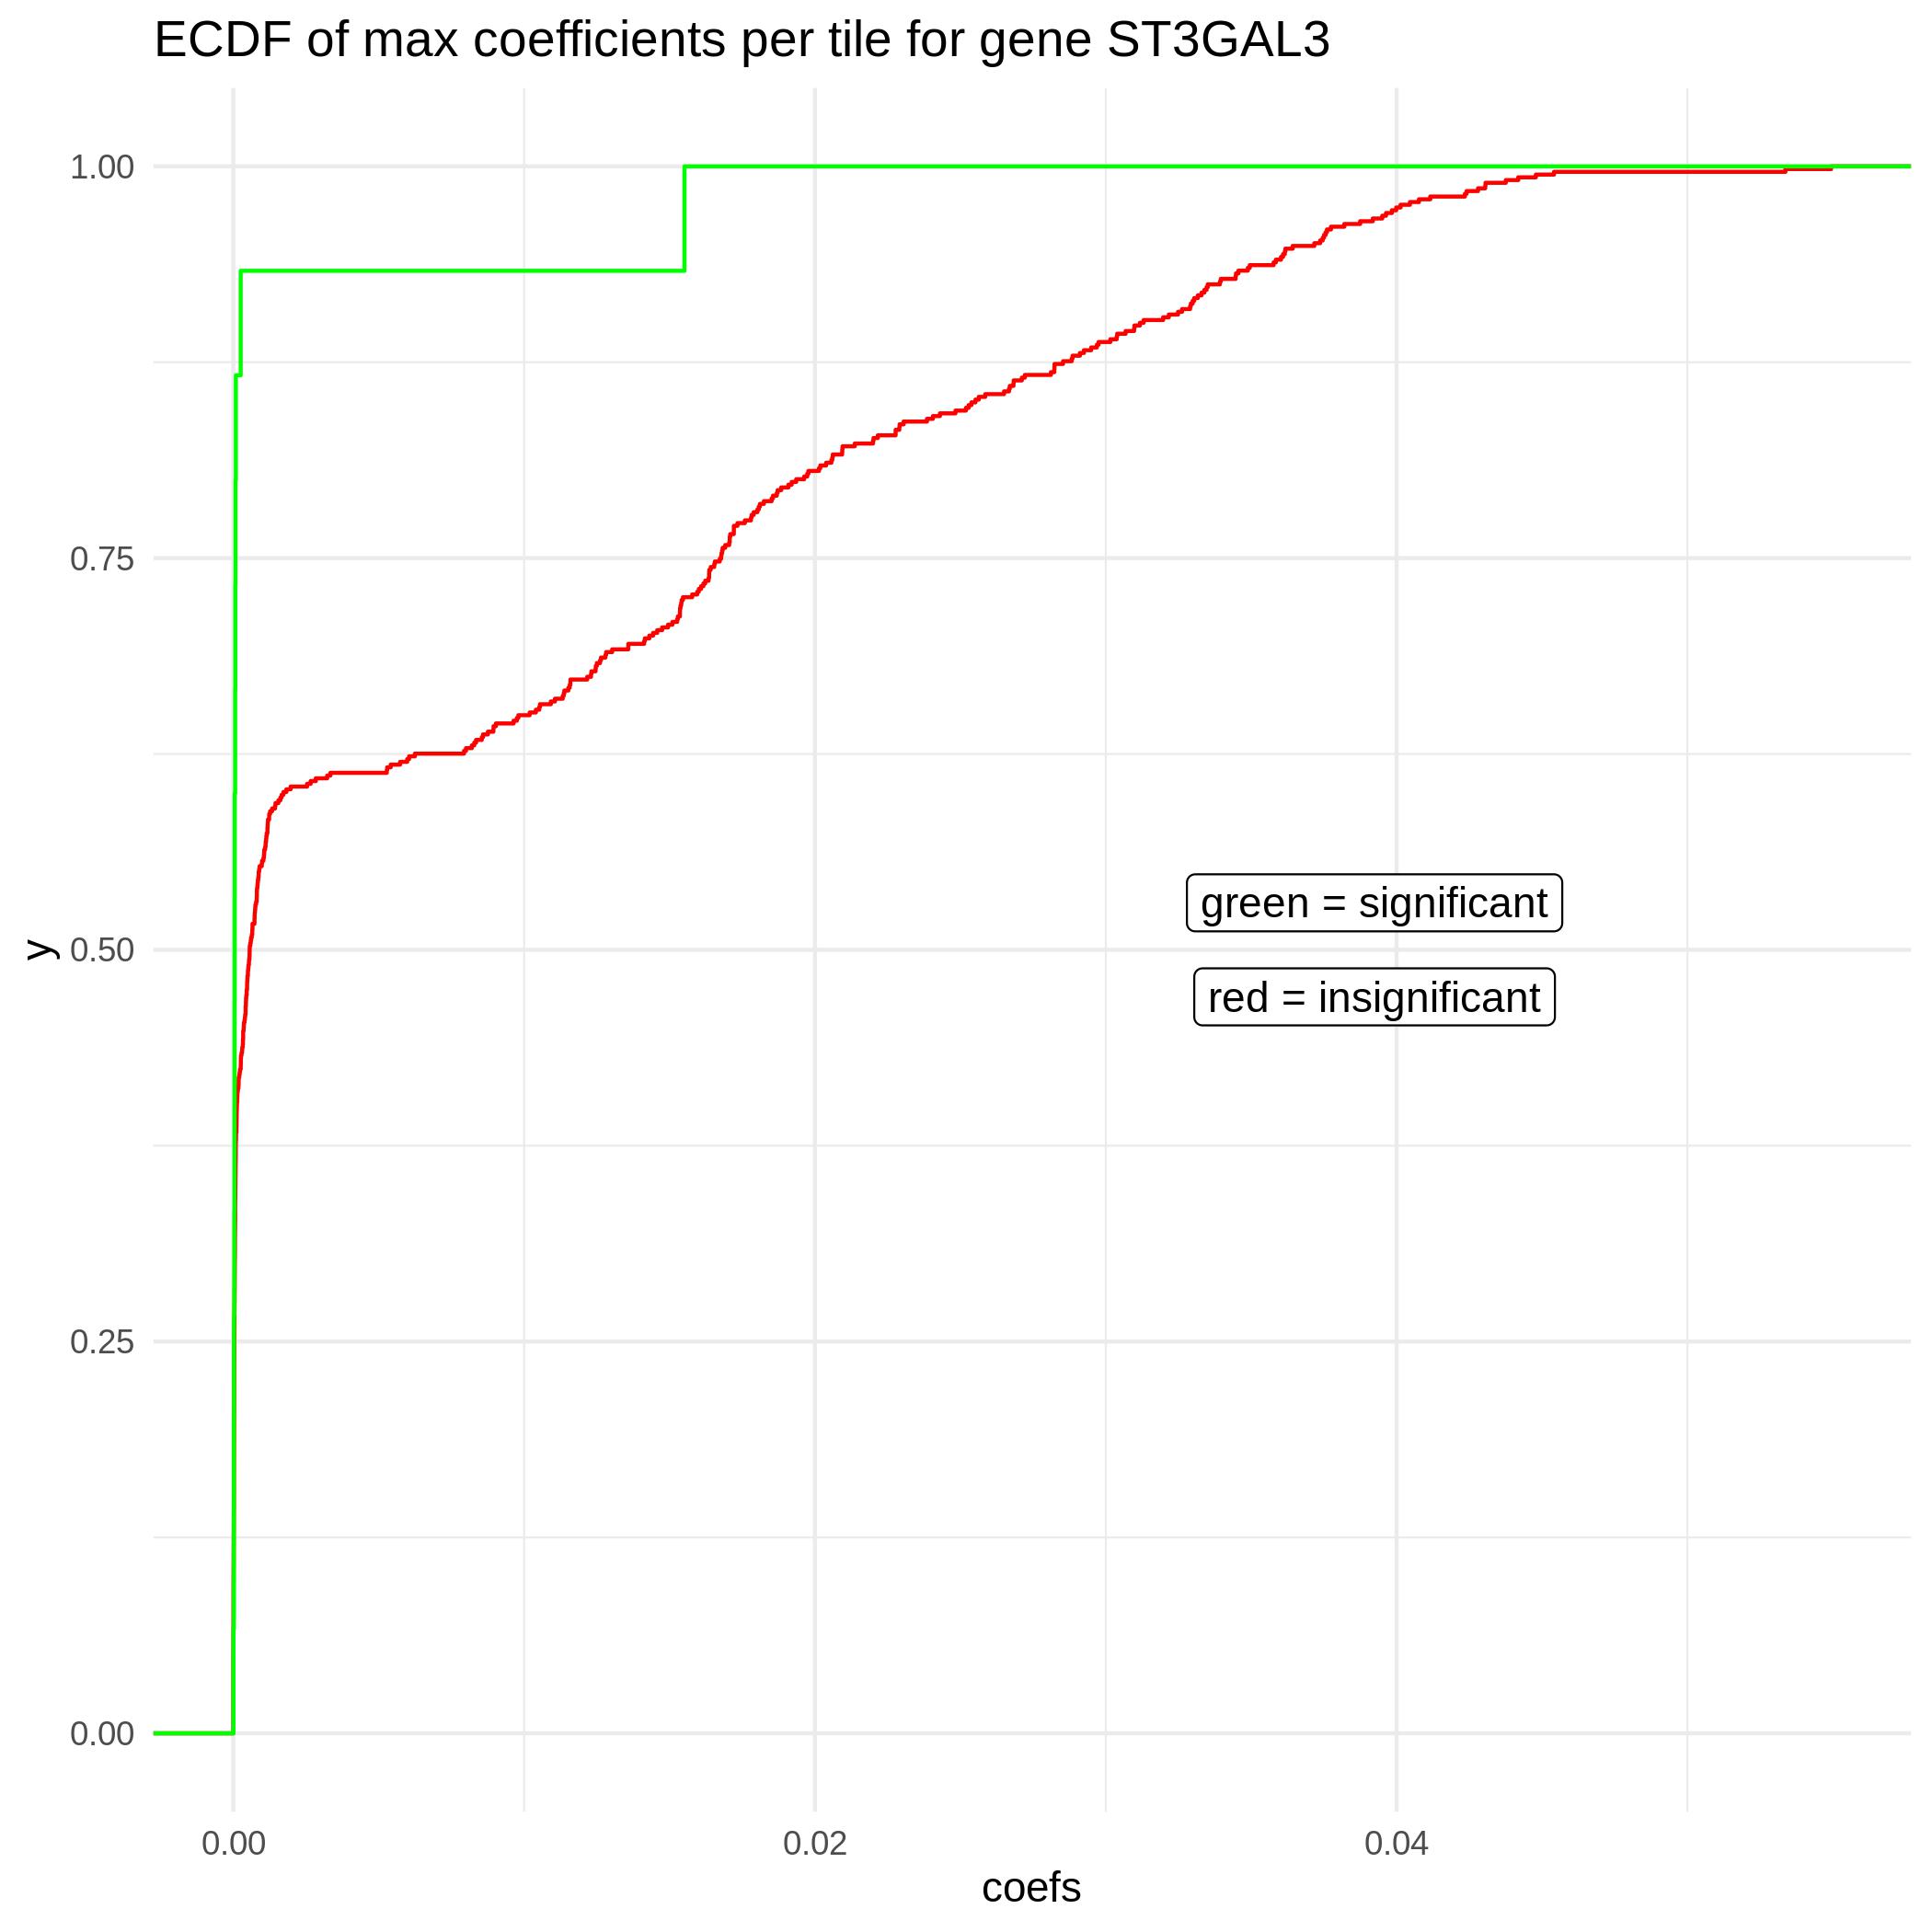 ECDF of max coefficients per tile for gene ST3GAL3
1.00
0.75
0.50
0.25
0.00
y
green = significant
red = insignificant
0.00 0.02 0.04
coefs